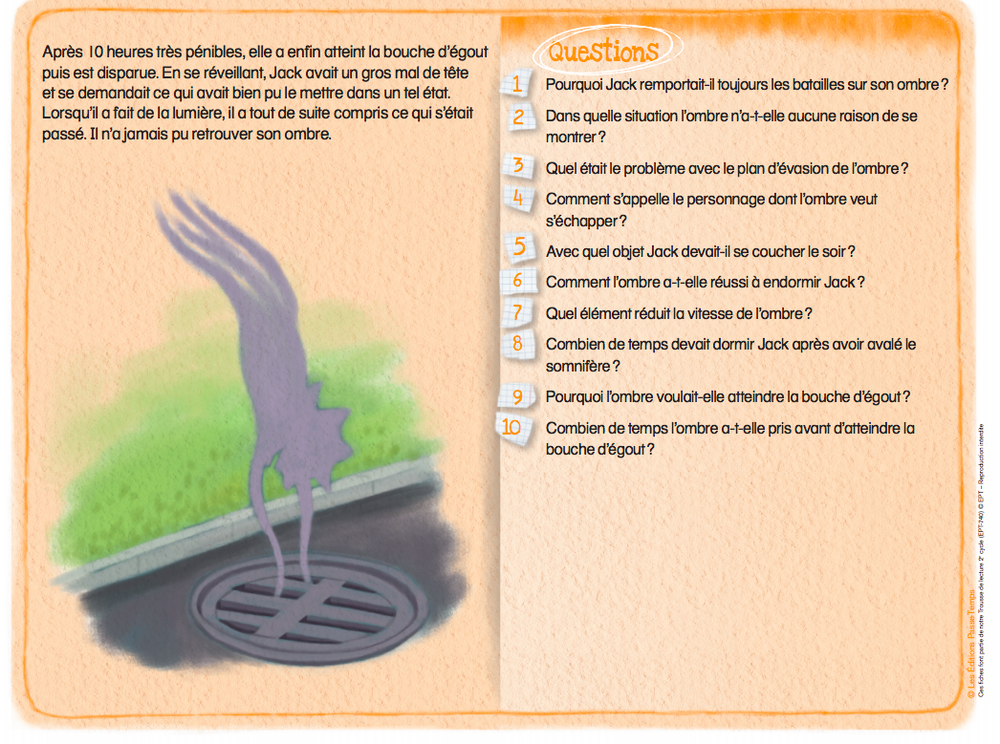 Après 10 heures très pénibles, elle a enfin atteint la bouche d'égout
puis est disparue. En se réveillant, Jack avait un gros mal de tête
et se demandait ce qui avait bien pu le mettre dans un tel état.
Lorsqu'il a fait de la lumière, il a tout de suite compris ce qui s'était
passé. Il n'a jamais pu retrouver son ombre.
Questions
1 Pourquoi Jack remportait-il toujours les batailles sur son ombre ?
2 Dans quelle situation l'ombre n'a-t-elle aucune raison de se
montrer ?
3 Quel était le problème avec le plan d'évasion de l'ombre ?
4 Comment s'appelle le personnage dont l'ombre veut
s'échapper ?
5 Avec quel objet Jack devait-il se coucher le soir ?
6 Comment l'ombre a-t-elle réussi à endormir Jack ?
7 Quel élément réduit la vitesse de l'ombre ?
8 Combien de temps devait dormir Jack après avoir avalé le
somnifère ?
9 Pourquoi l'ombre voulait-elle atteindre la bouche d'égout ?
10 Combien de temps l'ombre a-t-elle pris avant d'atteindre la
bouche d'égout ?
© Les Éditions PasseTemps
Ces fiches font partie de notre Trousse de lecture 2e cycle (EPT-740) © EPT – Reproduction interdite